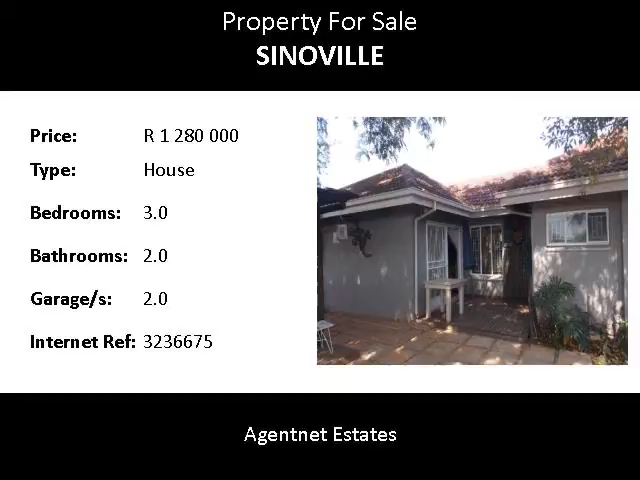 Property For Sale
SINOVILLE
Price: R 1 280 000
Type: House
Bedrooms: 3.0
Bathrooms: 2.0
Garage/s: 2.0
Internet Ref: 3236675
Agentnet Estates